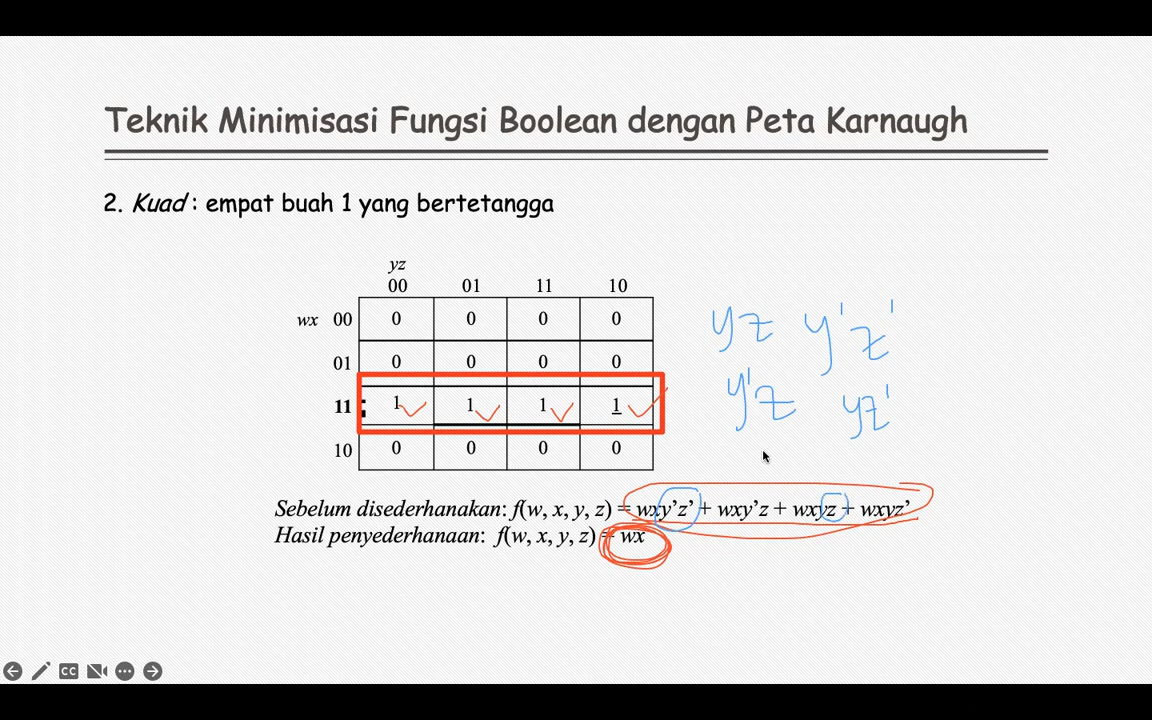 Teknik Minimisasi Fungsi Boolean dengan Peta Karnaugh
2. Kuad : empat buah 1 yang bertetangga
yz
00 01 11 10
wx 00 0 0 0 0
01 0 0 0 0
11 1 1 1 1
10 0 0 0 0
yz y'z'
y'z yz'
Sebelum disederhanakan: f(w, x, y, z) = wxy’z’ + wxy’z + wxyz + wxyz’
Hasil penyederhanaan: f(w, x, y, z) = wx
CC